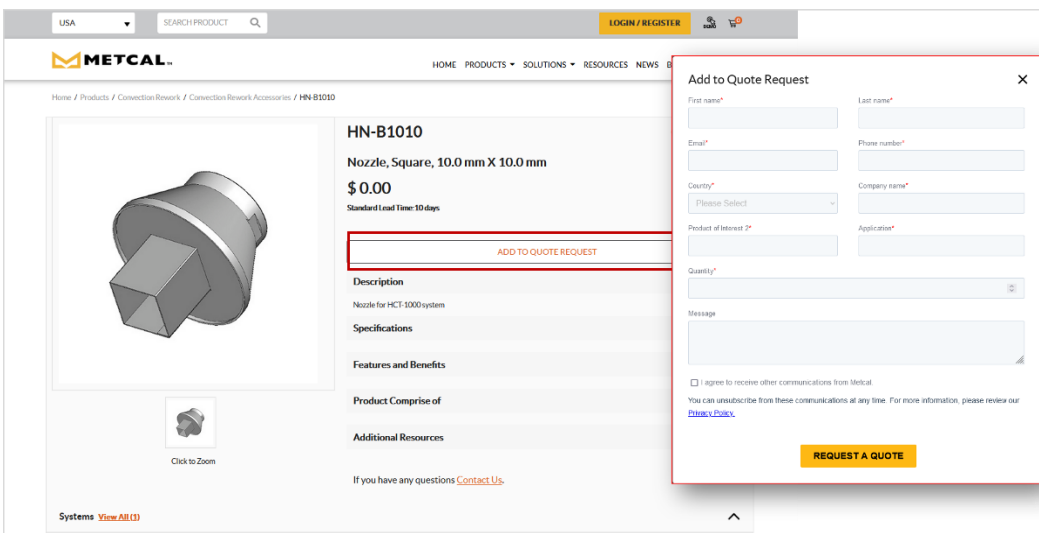 USA
SEARCH PRODUCT
LOGIN / REGISTER
0
METCAL
HOME PRODUCTS SOLUTIONS RESOURCES NEWS B
Home / Products / Convection Rework / Convection Rework Accessories / HN-B1010
HN-B1010
Nozzle, Square, 10.0 mm X 10.0 mm
$ 0.00
Standard Lead Time: 10 days
ADD TO QUOTE REQUEST
Description
Nozzle for HCT-1000 system
Specifications
Features and Benefits
Product Comprise of
Additional Resources
If you have any questions Contact Us.
Click to Zoom
Systems View All (1)
Add to Quote Request
First name*
Last name*
Email*
Phone number*
Country*
Company name*
Please Select
Product of Interest 2*
Application*
Quantity*
Message
I agree to receive other communications from Metcal.
You can unsubscribe from these communications at any time. For more information, please review our
Privacy Policy.
REQUEST A QUOTE